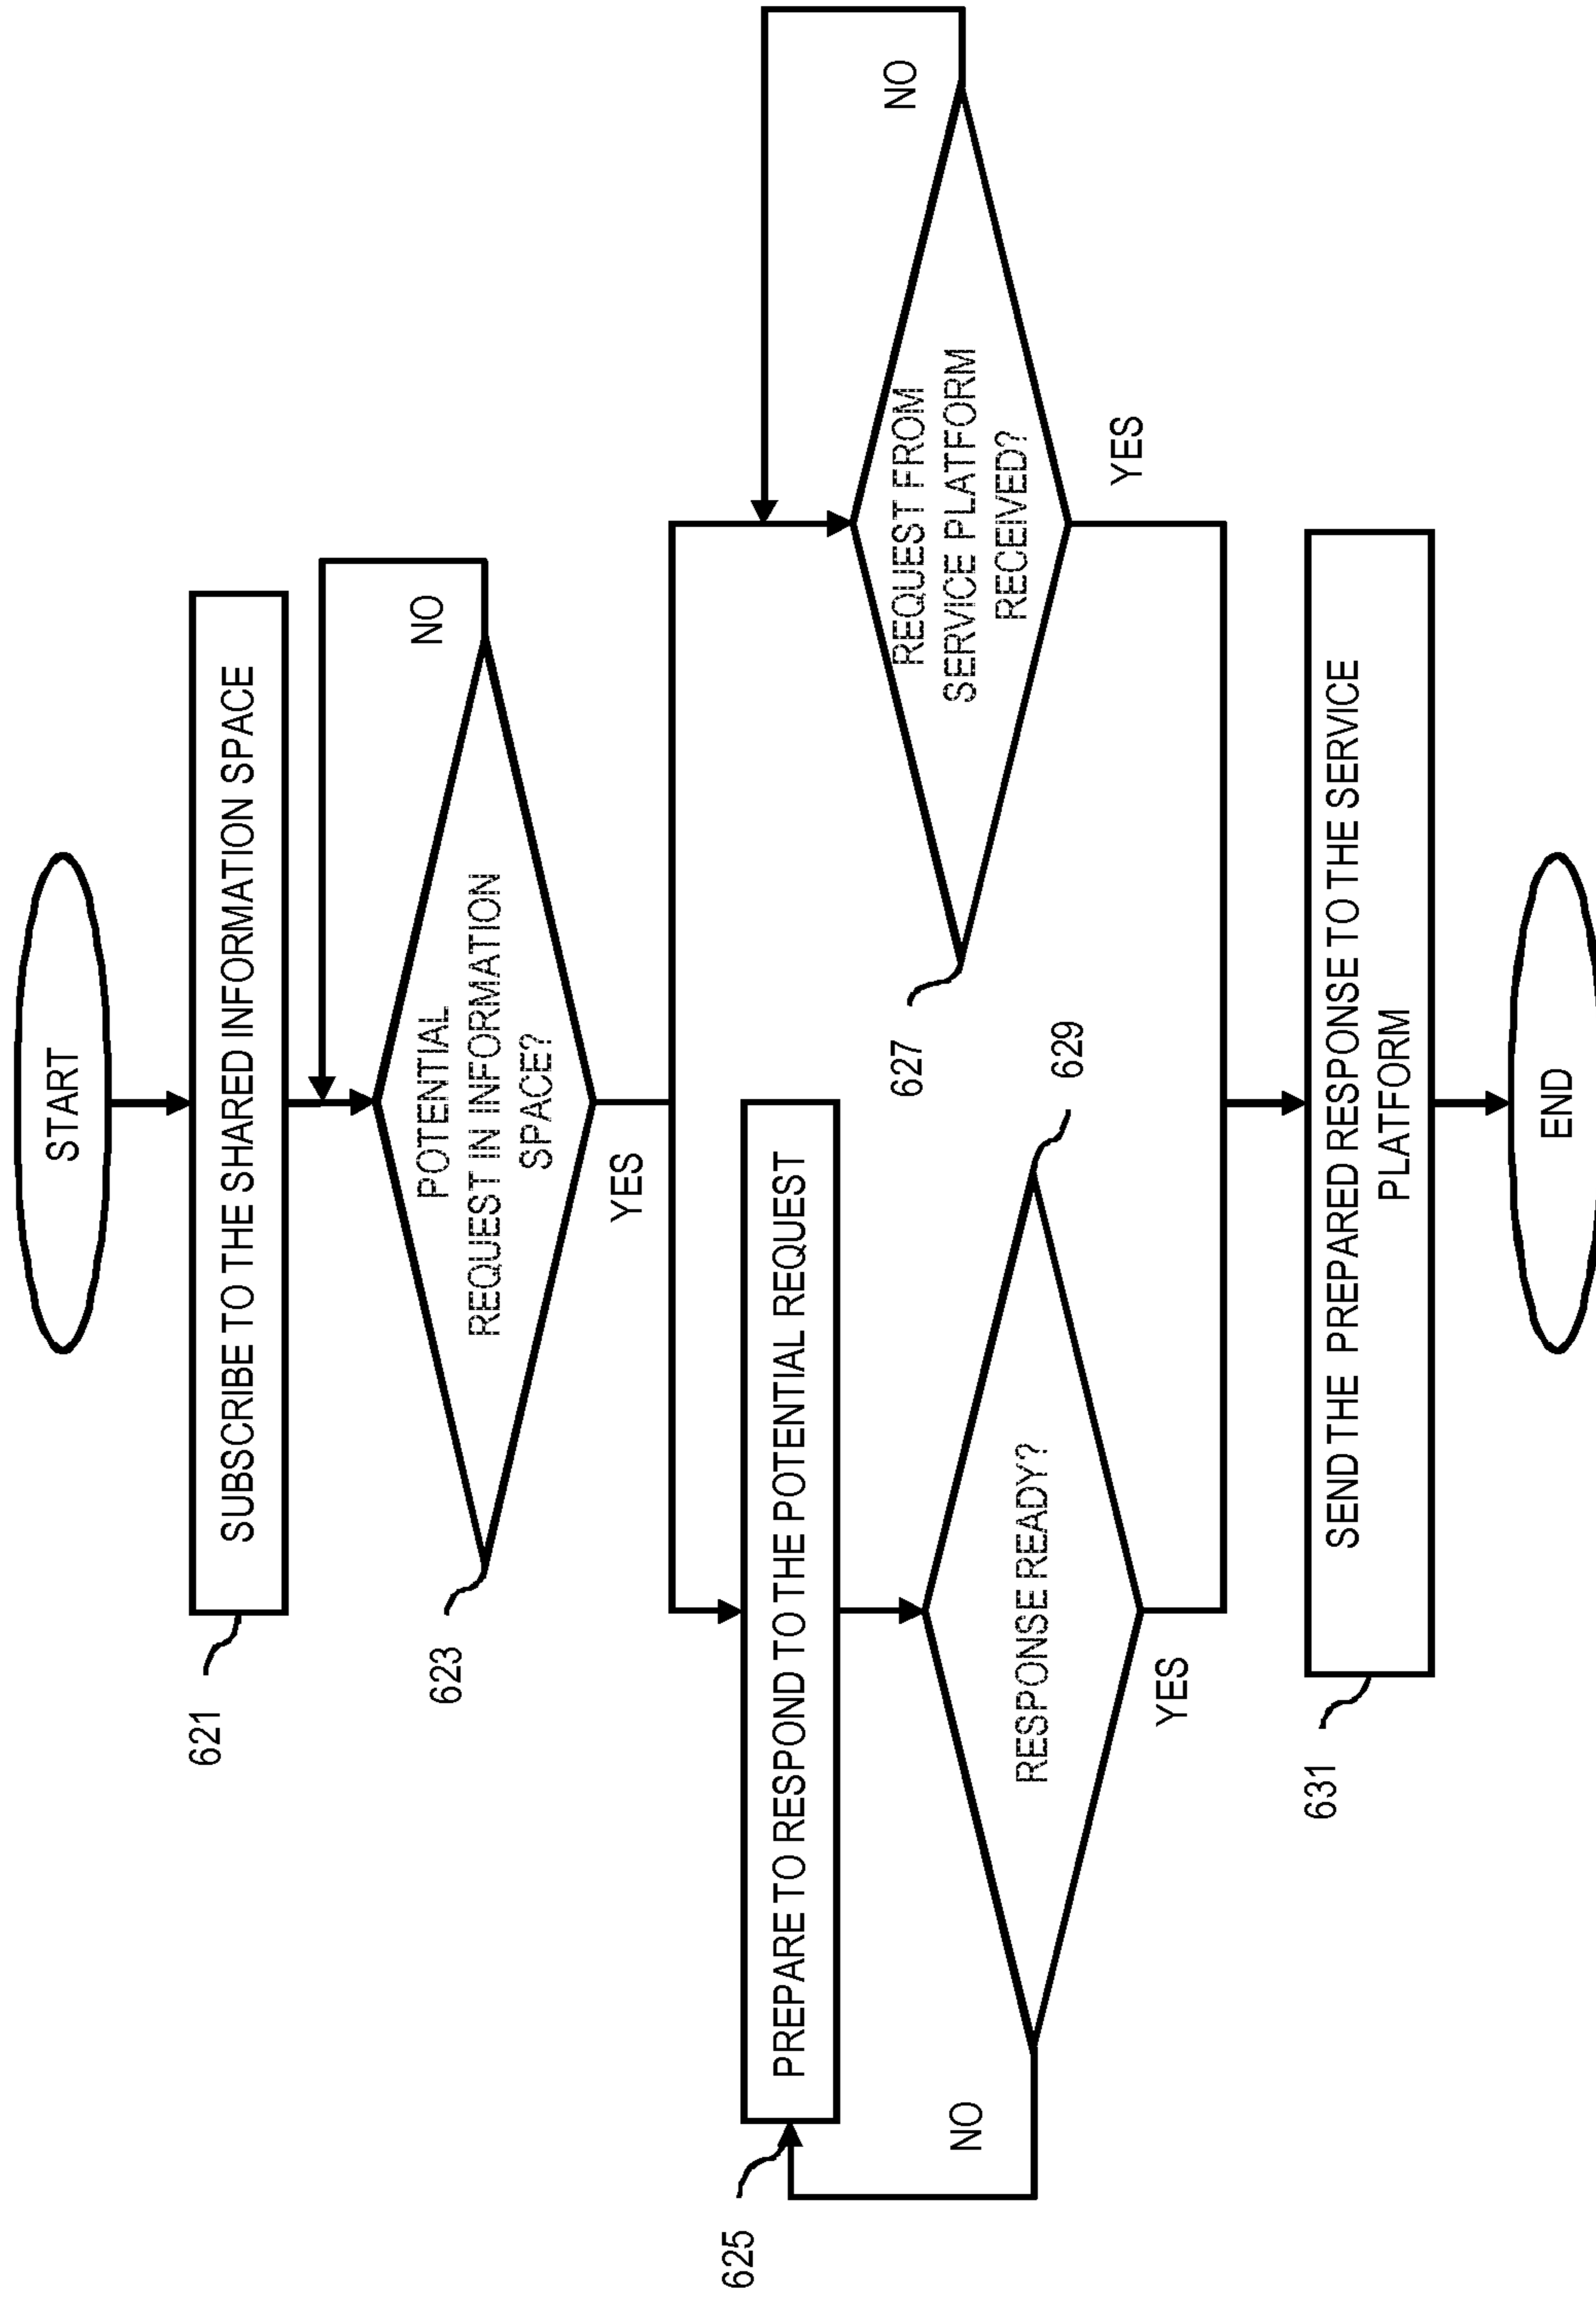 START
SUBSCRIBE TO THE SHARED INFORMATION SPACE
621
POTENTIAL
REQUEST IN INFORMATION
SPACE?
NO
623
YES
PREPARE TO RESPOND TO THE POTENTIAL REQUEST
625
NO
REQUEST FROM
SERVICE PLATFORM
RECEIVED?
627
NO
RESPONSE READY?
629
YES
YES
SEND THE PREPARED RESPONSE TO THE SERVICE
PLATFORM
631
END